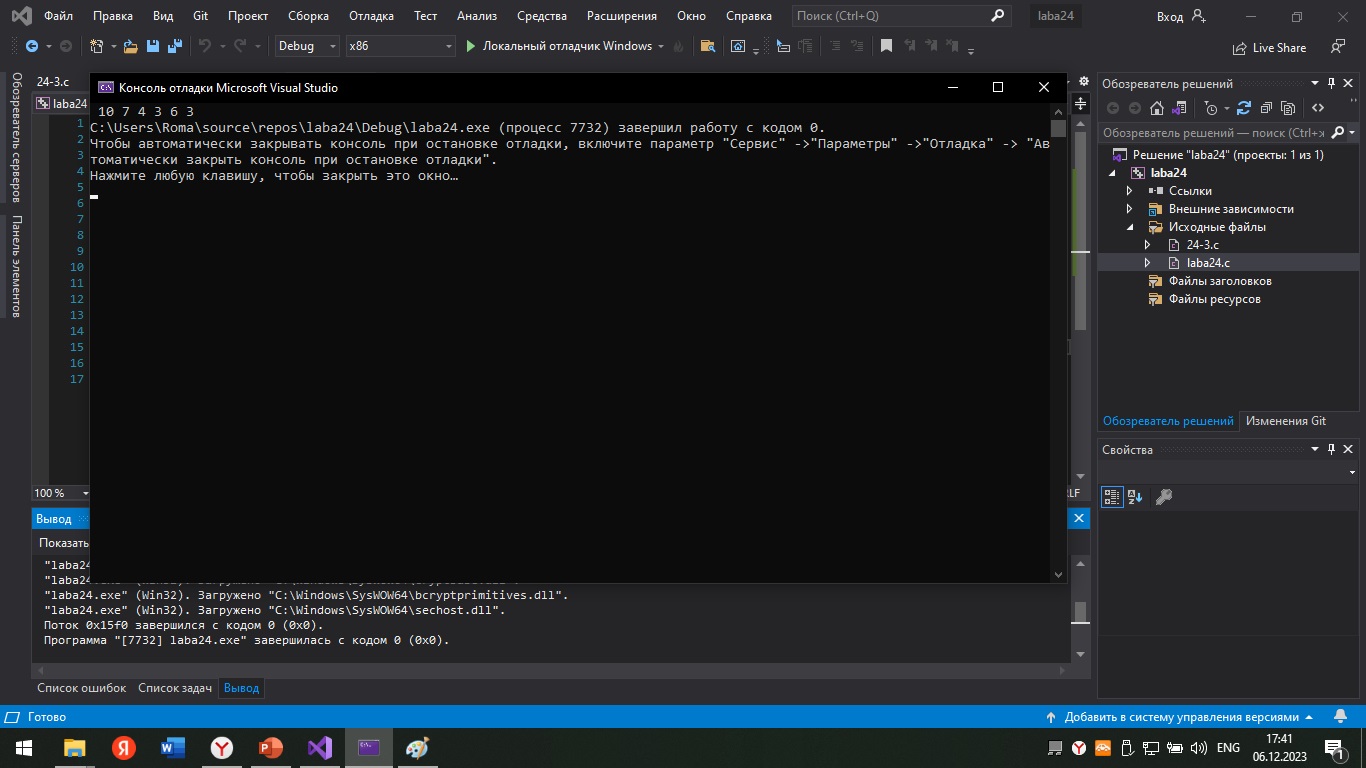 Файл Правка Вид Git Проект Сборка Отладка Тест Анализ Средства Расширения Окно Справка Поиск (Ctrl+Q) laba24 Вход
Debug x86 Локальный отладчик Windows Live Share
Обозреватель серверов
Панель элементов
24-3.c
laba24
1
2
3
4
5
6
7
8
9
10
11
12
13
14
15
16
17
Консоль отладки Microsoft Visual Studio
10 7 4 3 6 3
C:\Users\Roma\source\repos\laba24\Debug\laba24.exe (процесс 7732) завершил работу с кодом 0.
Чтобы автоматически закрывать консоль при остановке отладки, включите параметр "Сервис" ->"Параметры" ->"Отладка" -> "Ав
томатически закрыть консоль при остановке отладки".
Нажмите любую клавишу, чтобы закрыть это окно…
Обозреватель решений
Обозреватель решений — поиск (Ctrl+ж
Решение "laba24" (проекты: 1 из 1)
laba24
Ссылки
Внешние зависимости
Исходные файлы
24-3.c
laba24.c
Файлы заголовков
Файлы ресурсов
Обозреватель решений Изменения Git
Свойства
100 %
LF
Вывод
Показать
"laba24
"laba24.exe" (Win32). Загружено "C:\Windows\SysWOW64\bcryptprimitives.dll".
"laba24.exe" (Win32). Загружено "C:\Windows\SysWOW64\sechost.dll".
Поток 0x15f0 завершился с кодом 0 (0x0).
Программа "[7732] laba24.exe" завершилась с кодом 0 (0x0).
Список ошибок Список задач Вывод
Готово Добавить в систему управления версиями
ENG 17:41
06.12.2023
1